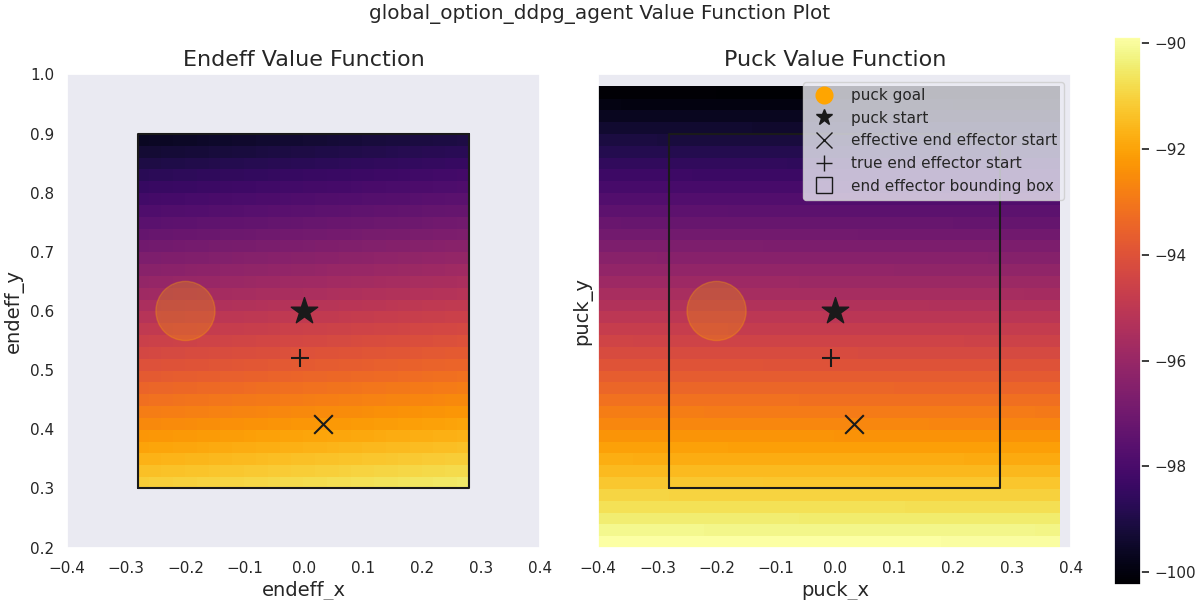 global_option_ddpg_agent Value Function Plot
Endeff Value Function
1.0
0.9
0.8
0.7
0.6
0.5
0.4
0.3
0.2
endeff_y
−0.4 −0.3 −0.2 −0.1 0.0 0.1 0.2 0.3 0.4
endeff_x
Puck Value Function
puck goal
puck start
effective end effector start
true end effector start
end effector bounding box
puck_y
−0.4 −0.3 −0.2 −0.1 0.0 0.1 0.2 0.3 0.4
puck_x
−90
−92
−94
−96
−98
−100